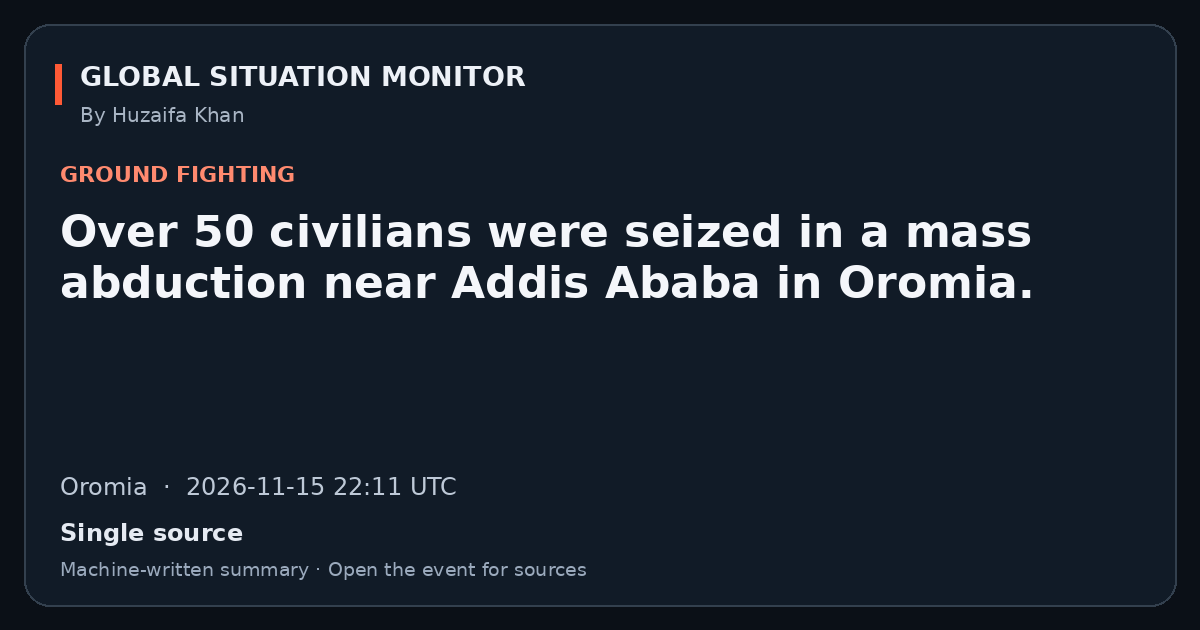 GLOBAL SITUATION MONITOR
By Huzaifa Khan
GROUND FIGHTING
Over 50 civilians were seized in a mass
abduction near Addis Ababa in Oromia.
Oromia · 2026-11-15 22:11 UTC
Single source
Machine-written summary · Open the event for sources